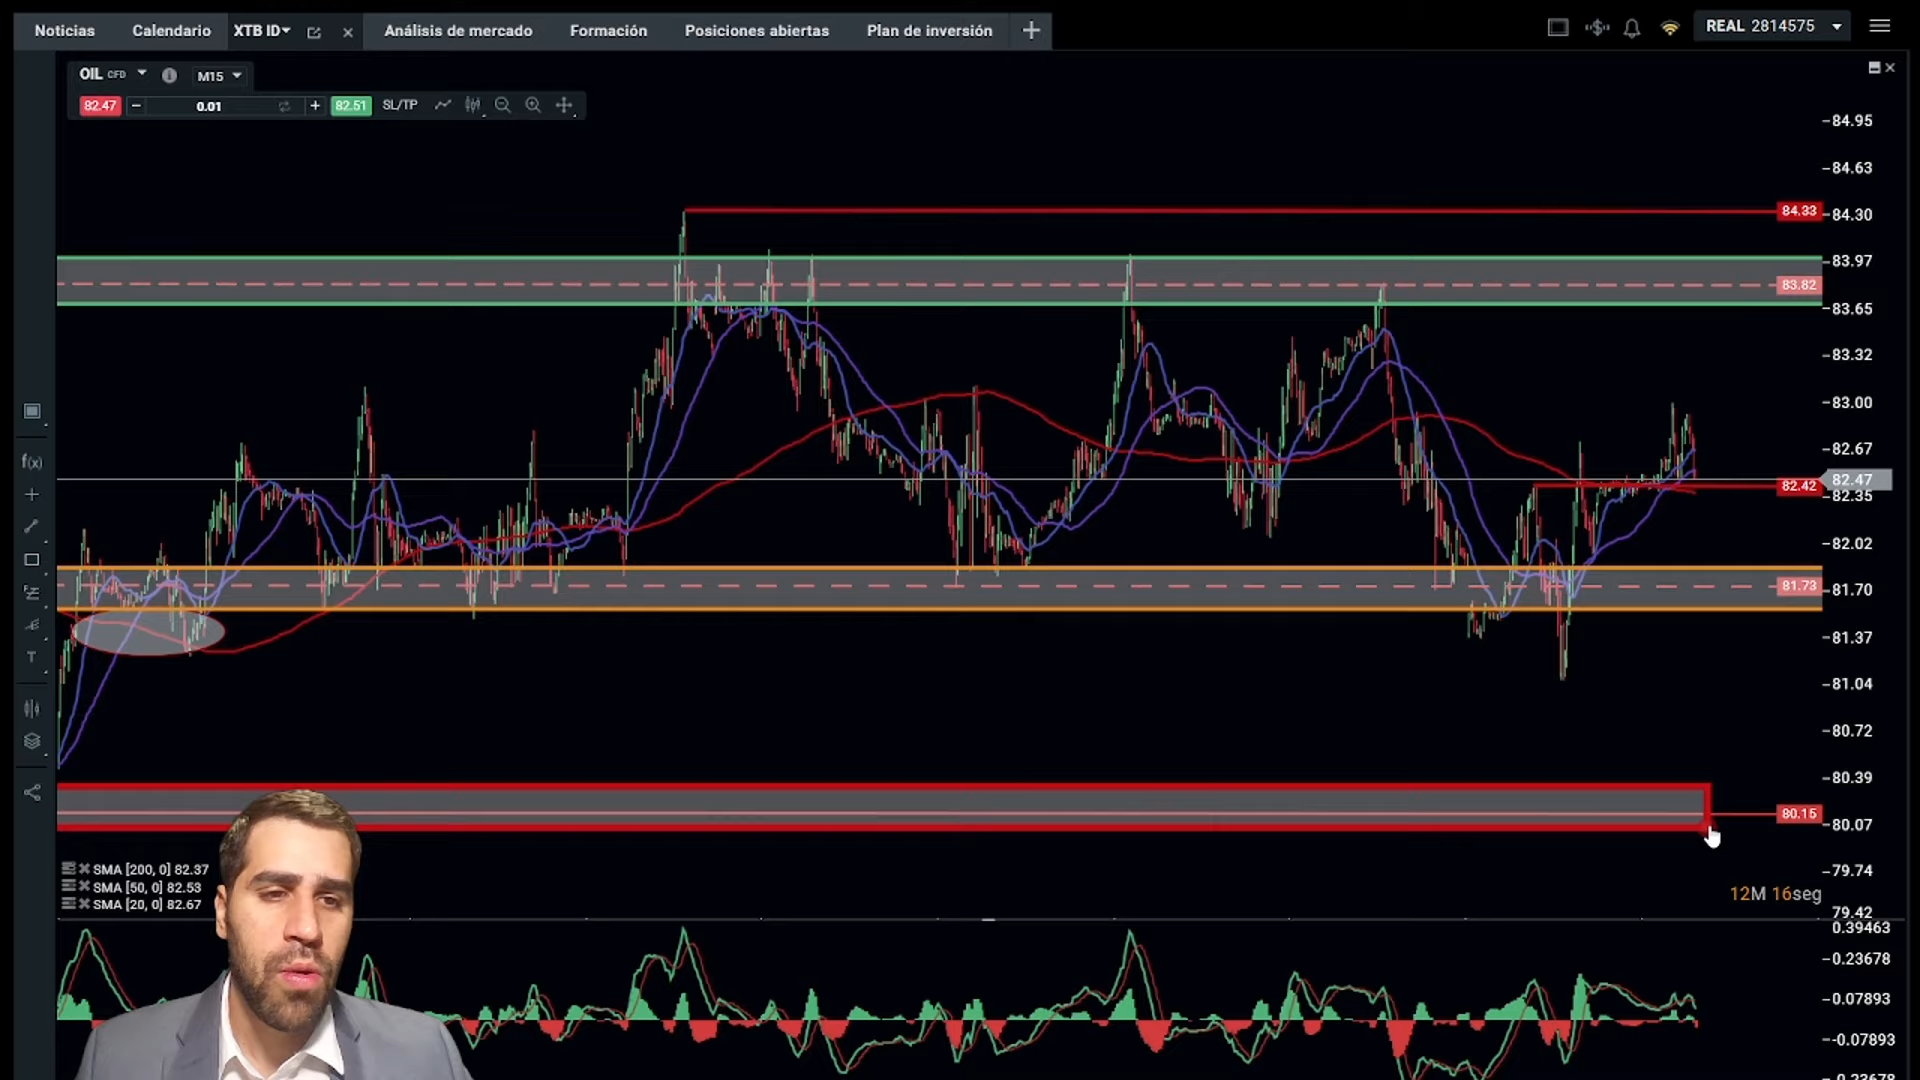 Noticias Calendario XTB ID Análisis de mercado Formación Posiciones abiertas Plan de inversión + REAL 2814575
OIL CFD M15
82.47 − 0.01 + 82.51 SL/TP
84.95
84.63
84.33 84.30
83.97
83.82
83.65
83.32
83.00
82.67
82.47
82.42 82.35
82.02
81.73 81.70
81.37
81.04
80.72
80.39
80.15
80.07
79.74
79.42
f(x)
T
SMA [200, 0] 82.37
SMA [50, 0] 82.53
SMA [20, 0] 82.67
12M 16seg
0.39463
0.23678
0.07893
-0.07893